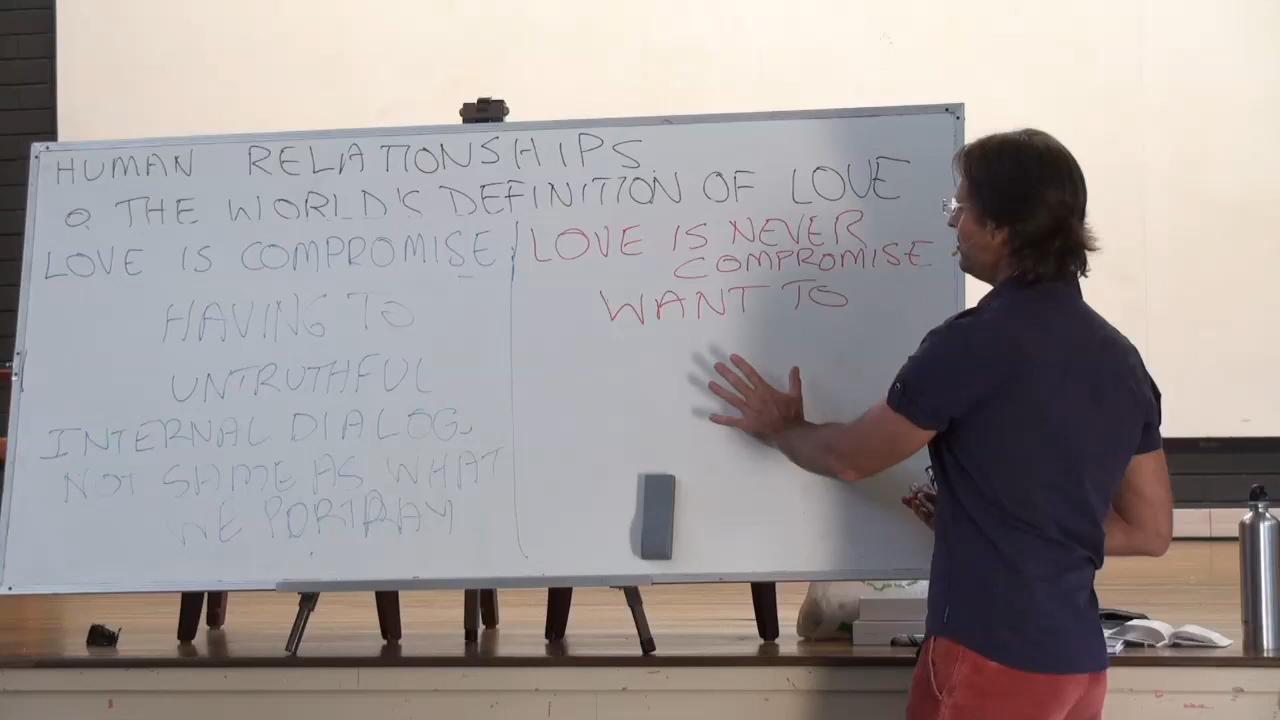 HUMAN RELATIONSHIPS.
o THE WORLD'S DEFINITION OF LOVE
LOVE IS COMPROMISE
HAVING TO
UNTRUTHFUL
INTERNAL DIALOG,
NOT SAME AS WHAT
WE PORTRAY
LOVE IS NEVER
COMPROMISE
WANT TO